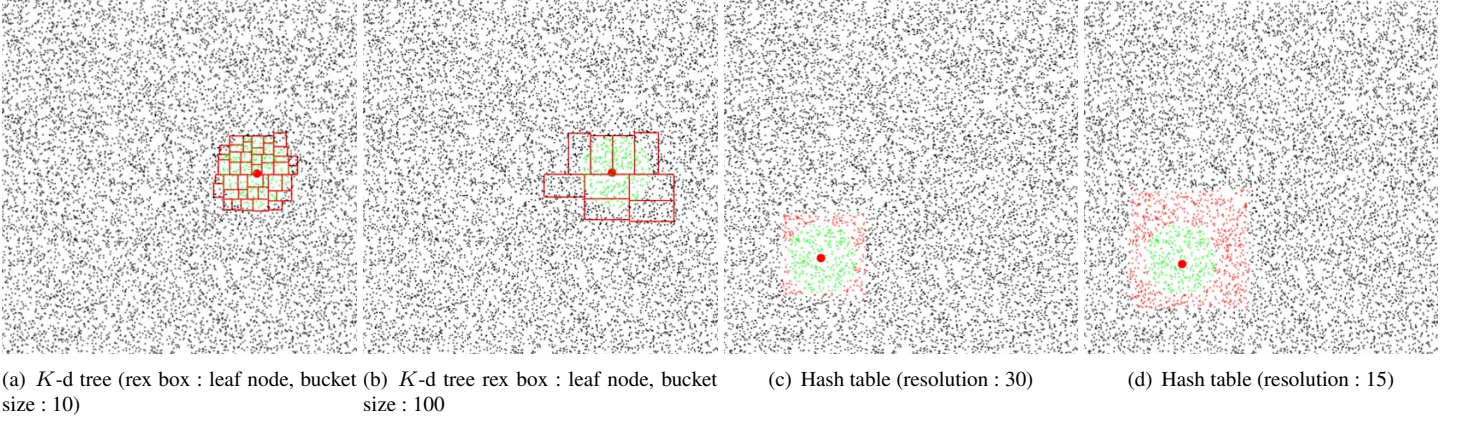 (a) K-d tree (rex box : leaf node, bucket
size : 10)
(b) K-d tree rex box : leaf node, bucket
size : 100
(c) Hash table (resolution : 30)
(d) Hash table (resolution : 15)